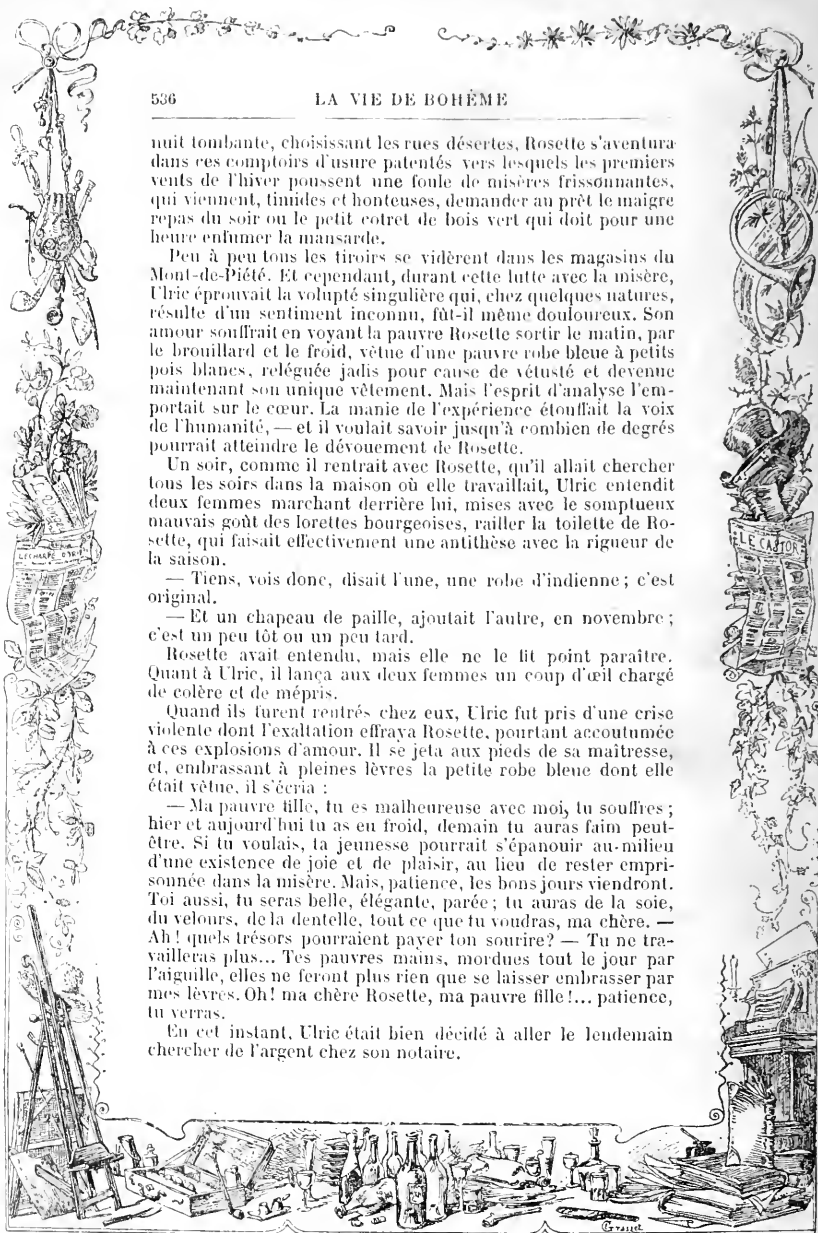 536
LA VIE DE BOHÈME
nuit tombante, choisissant les rues désertes, Rosette s'aventura
dans ces comptoirs d'usure patentés vers lesquels les premiers
vents de l'hiver poussent une foule de misères frissonnantes,
qui viennent, timides et honteuses, demander au prêt le maigre
repas du soir ou le petit cotret de bois vert qui doit pour une
heure enfumer la mansarde.
Peu à peu tous les tiroirs se vidèrent dans les magasins du
Mont-de-Piété. Et cependant, durant cette lutte avec la misère,
Ulric éprouvait la volupté singulière qui, chez quelques natures,
résulte d'un sentiment inconnu, fût-il même douloureux. Son
amour souffrait en voyant la pauvre Rosette sortir le matin, par
le brouillard et le froid, vêtue d'une pauvre robe bleue à petits
pois blancs, reléguée jadis pour cause de vétusté et devenue
maintenant son unique vêtement. Mais l'esprit d'analyse l'em-
portait sur le cœur. La manie de l'expérience étouffait la voix
de l'humanité, — et il voulait savoir jusqu'à combien de degrés
pourrait atteindre le dévouement de Rosette.
Un soir, comme il rentrait avec Rosette, qu'il allait chercher
tous les soirs dans la maison où elle travaillait, Ulric entendit
deux femmes marchant derrière lui, mises avec le somptueux
mauvais goût des lorettes bourgeoises, railler la toilette de Ro-
sette, qui faisait effectivement une antithèse avec la rigueur de
la saison.
— Tiens, vois donc, disait l'une, une robe d'indienne ; c'est
original.
— Et un chapeau de paille, ajoutait l'autre, en novembre ;
c'est un peu tôt ou un peu tard.
Rosette avait entendu, mais elle ne le fit point paraître.
Quant à Ulric, il lança aux deux femmes un coup d'œil chargé
de colère et de mépris.
Quand ils furent rentrés chez eux, Ulric fut pris d'une crise
violente dont l'exaltation effraya Rosette, pourtant accoutumée
à ces explosions d'amour. Il se jeta aux pieds de sa maîtresse,
et, embrassant à pleines lèvres la petite robe bleue dont elle
était vêtue, il s'écria :
— Ma pauvre fille, tu es malheureuse avec moi, tu souffres ;
hier et aujourd'hui tu as eu froid, demain tu auras faim peut-
être. Si tu voulais, ta jeunesse pourrait s'épanouir au milieu
d'une existence de joie et de plaisir, au lieu de rester empri-
sonnée dans la misère. Mais, patience, les bons jours viendront.
Toi aussi, tu seras belle, élégante, parée ; tu auras de la soie,
du velours, de la dentelle, tout ce que tu voudras, ma chère. —
Ah ! quels trésors pourraient payer ton sourire? — Tu ne tra-
vailleras plus... Tes pauvres mains, mordues tout le jour par
l'aiguille, elles ne feront plus rien que se laisser embrasser par
mes lèvres. Oh! ma chère Rosette, ma pauvre fille !... patience,
tu verras.
En cet instant, Ulric était bien décidé à aller le lendemain
chercher de l'argent chez son notaire.
L'ECHARPE D'IRIS
LE CASTOR
Grasset